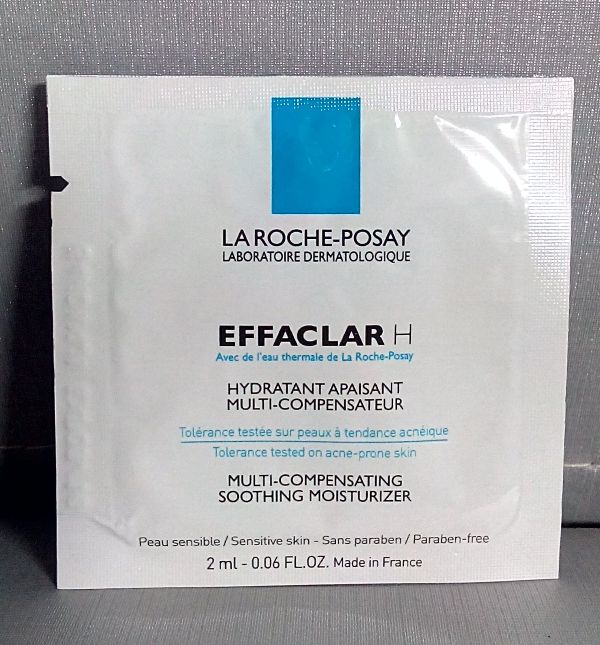 LA ROCHE-POSAY
LABORATOIRE DERMATOLOGIQUE
EFFACLAR H
Avec de l'eau thermale de La Roche-Posay
HYDRATANT APAISANT
MULTI-COMPENSATEUR
Tolérance testée sur peaux à tendance acnéique
Tolerance tested on acne-prone skin
MULTI-COMPENSATING
SOOTHING MOISTURIZER
Peau sensible / Sensitive skin - Sans paraben / Paraben-free
2 ml - 0.06 FL.OZ. Made in France